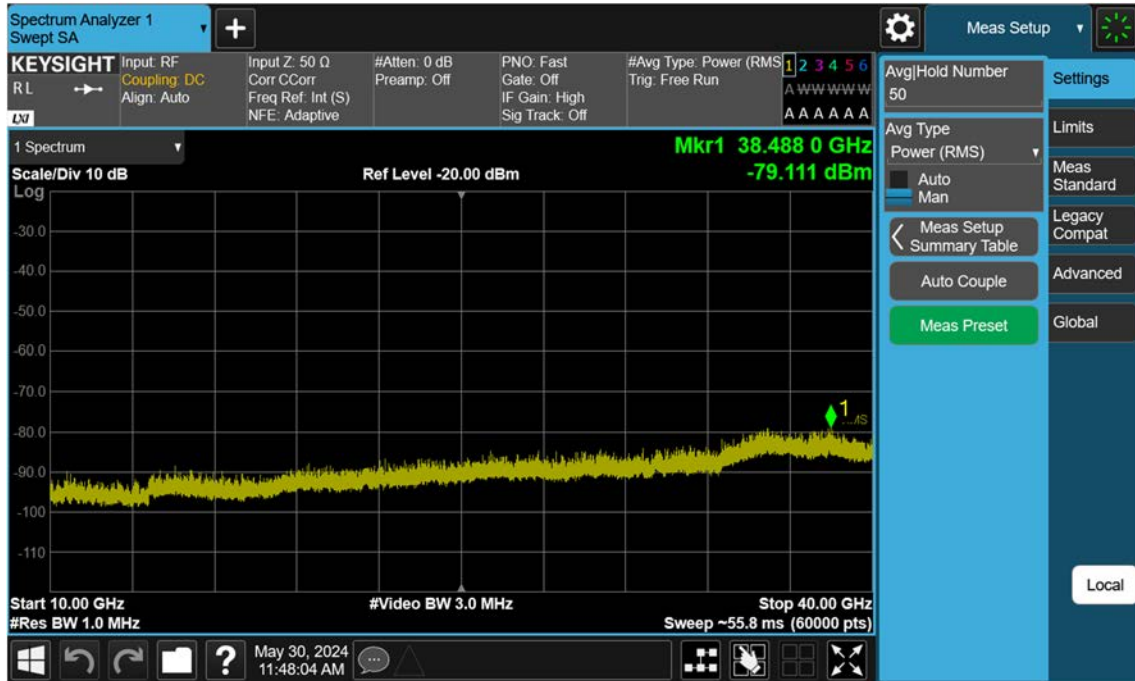 Spectrum Analyzer 1
Swept SA
+
Meas Setup
KEYSIGHT
R L
LXI
Input: RF
Coupling: DC
Align: Auto
Input Z: 50 Ω
Corr CCorr
Freq Ref: Int (S)
NFE: Adaptive
#Atten: 0 dB
Preamp: Off
PNO: Fast
Gate: Off
IF Gain: High
Sig Track: Off
#Avg Type: Power (RMS
Trig: Free Run
1 2 3 4 5 6
A W W W W W
A A A A A A
1 Spectrum
Mkr1 38.488 0 GHz
-79.111 dBm
Scale/Div 10 dB
Ref Level -20.00 dBm
Log
-30.0
-40.0
-50.0
-60.0
-70.0
-80.0
-90.0
-100
-110
1
Start 10.00 GHz
#Video BW 3.0 MHz
Stop 40.00 GHz
#Res BW 1.0 MHz
Sweep ~55.8 ms (60000 pts)
?
May 30, 2024
11:48:04 AM
Avg|Hold Number
50
Avg Type
Power (RMS)
Auto
Man
Meas Setup
Summary Table
Auto Couple
Meas Preset
Settings
Limits
Meas
Standard
Legacy
Compat
Advanced
Global
Local